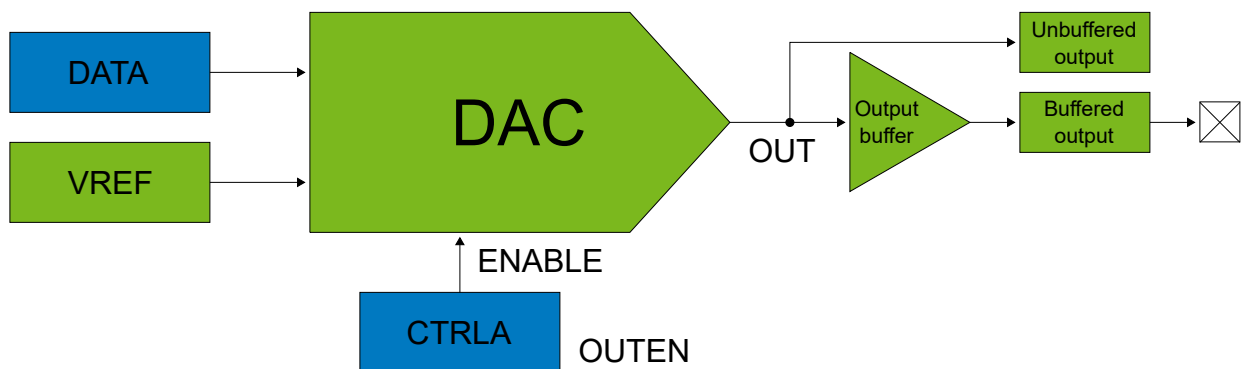 DATA
VREF
DAC
OUT
Output
buffer
Unbuffered
output
Buffered
output
ENABLE
CTRLA
OUTEN